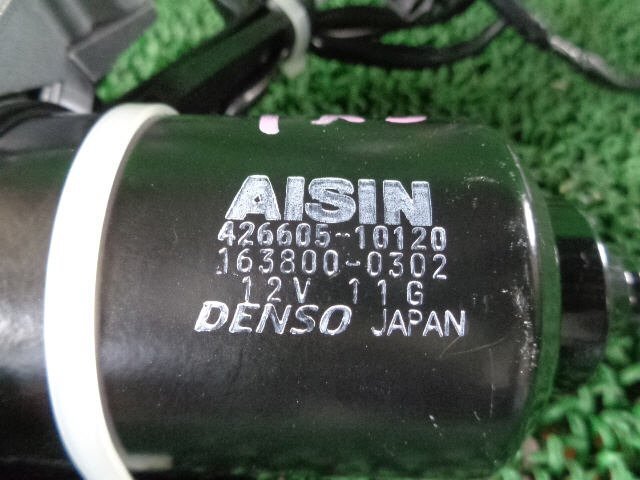 AISIN
426605-10120
163800-0302
12V 11G
DENSO JAPAN